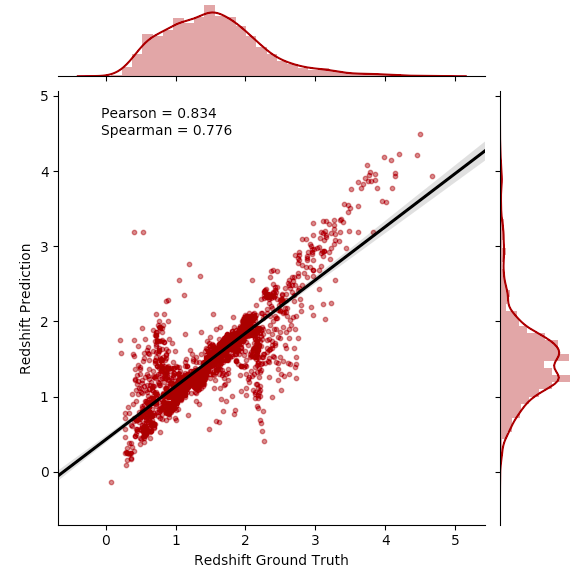 Pearson = 0.834
Spearman = 0.776
5
4
3
2
1
0
Redshift Prediction
0 1 2 3 4 5
Redshift Ground Truth